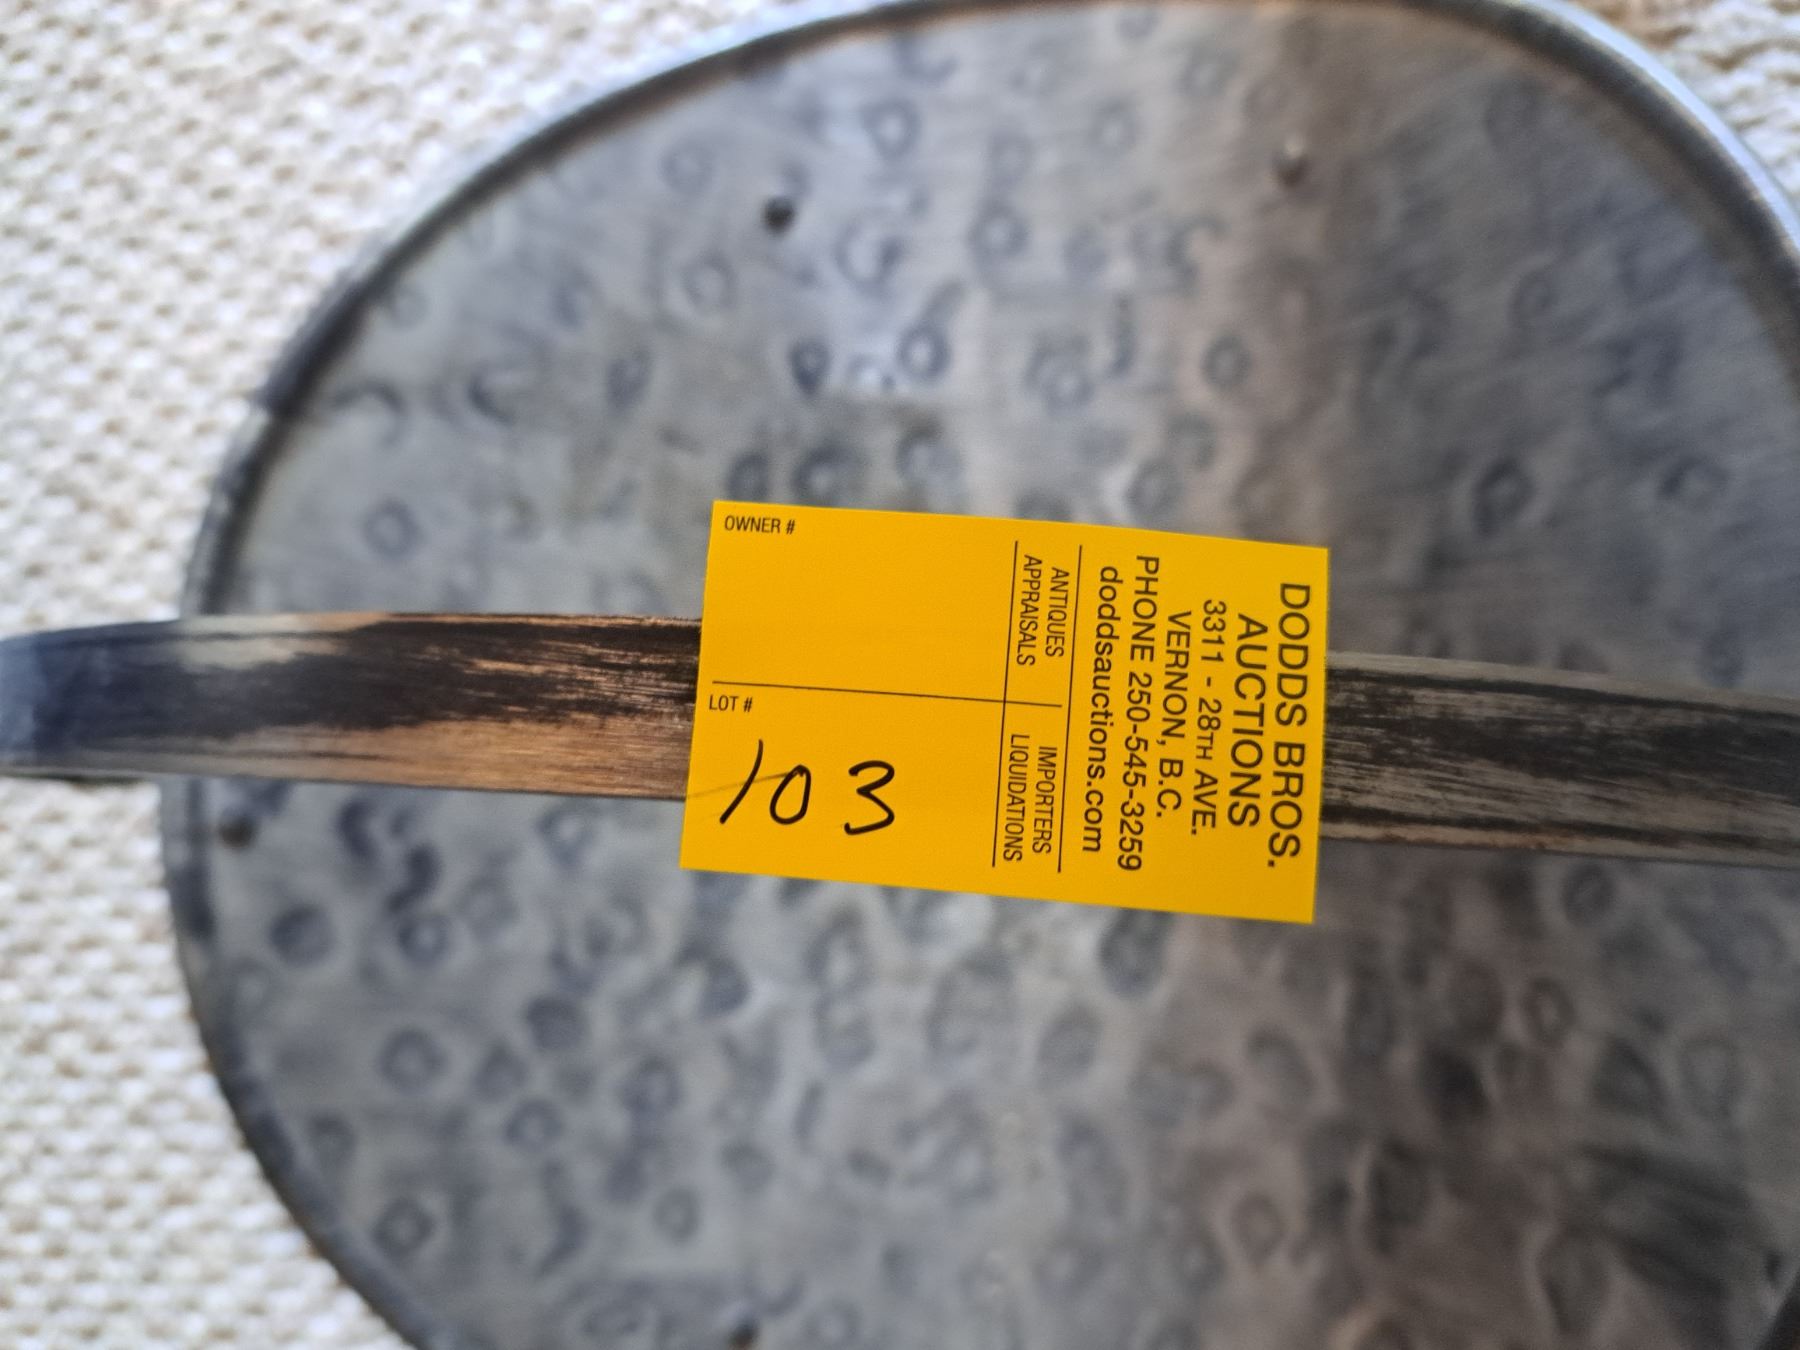 DODDS BROS.
AUCTIONS
3311 - 28TH AVE.
VERNON, B.C.
PHONE 250-545-3259
doddsauctions.com
ANTIQUES
APPRAISALS
IMPORTERS
LIQUIDATIONS
OWNER #
LOT #
103